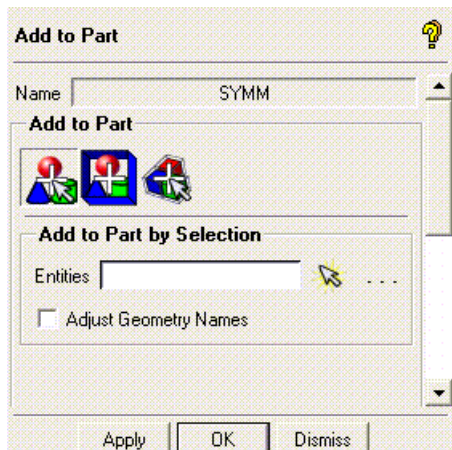 Add to Part
Name SYMM
Add to Part
Add to Part by Selection
Entities ...
Adjust Geometry Names
Apply OK Dismiss